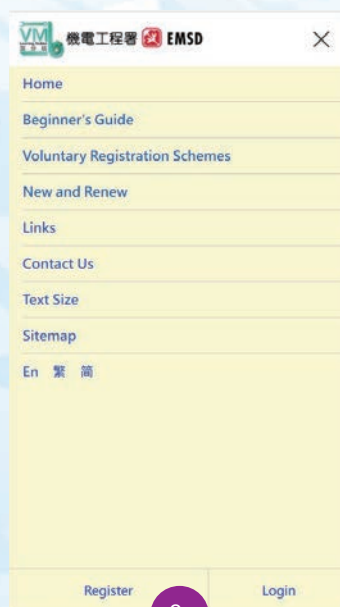 VM 機電工程署 EMSD
Home
Beginner's Guide
Voluntary Registration Schemes
New and Renew
Links
Contact Us
Text Size
Sitemap
En 繁 简
Register Login